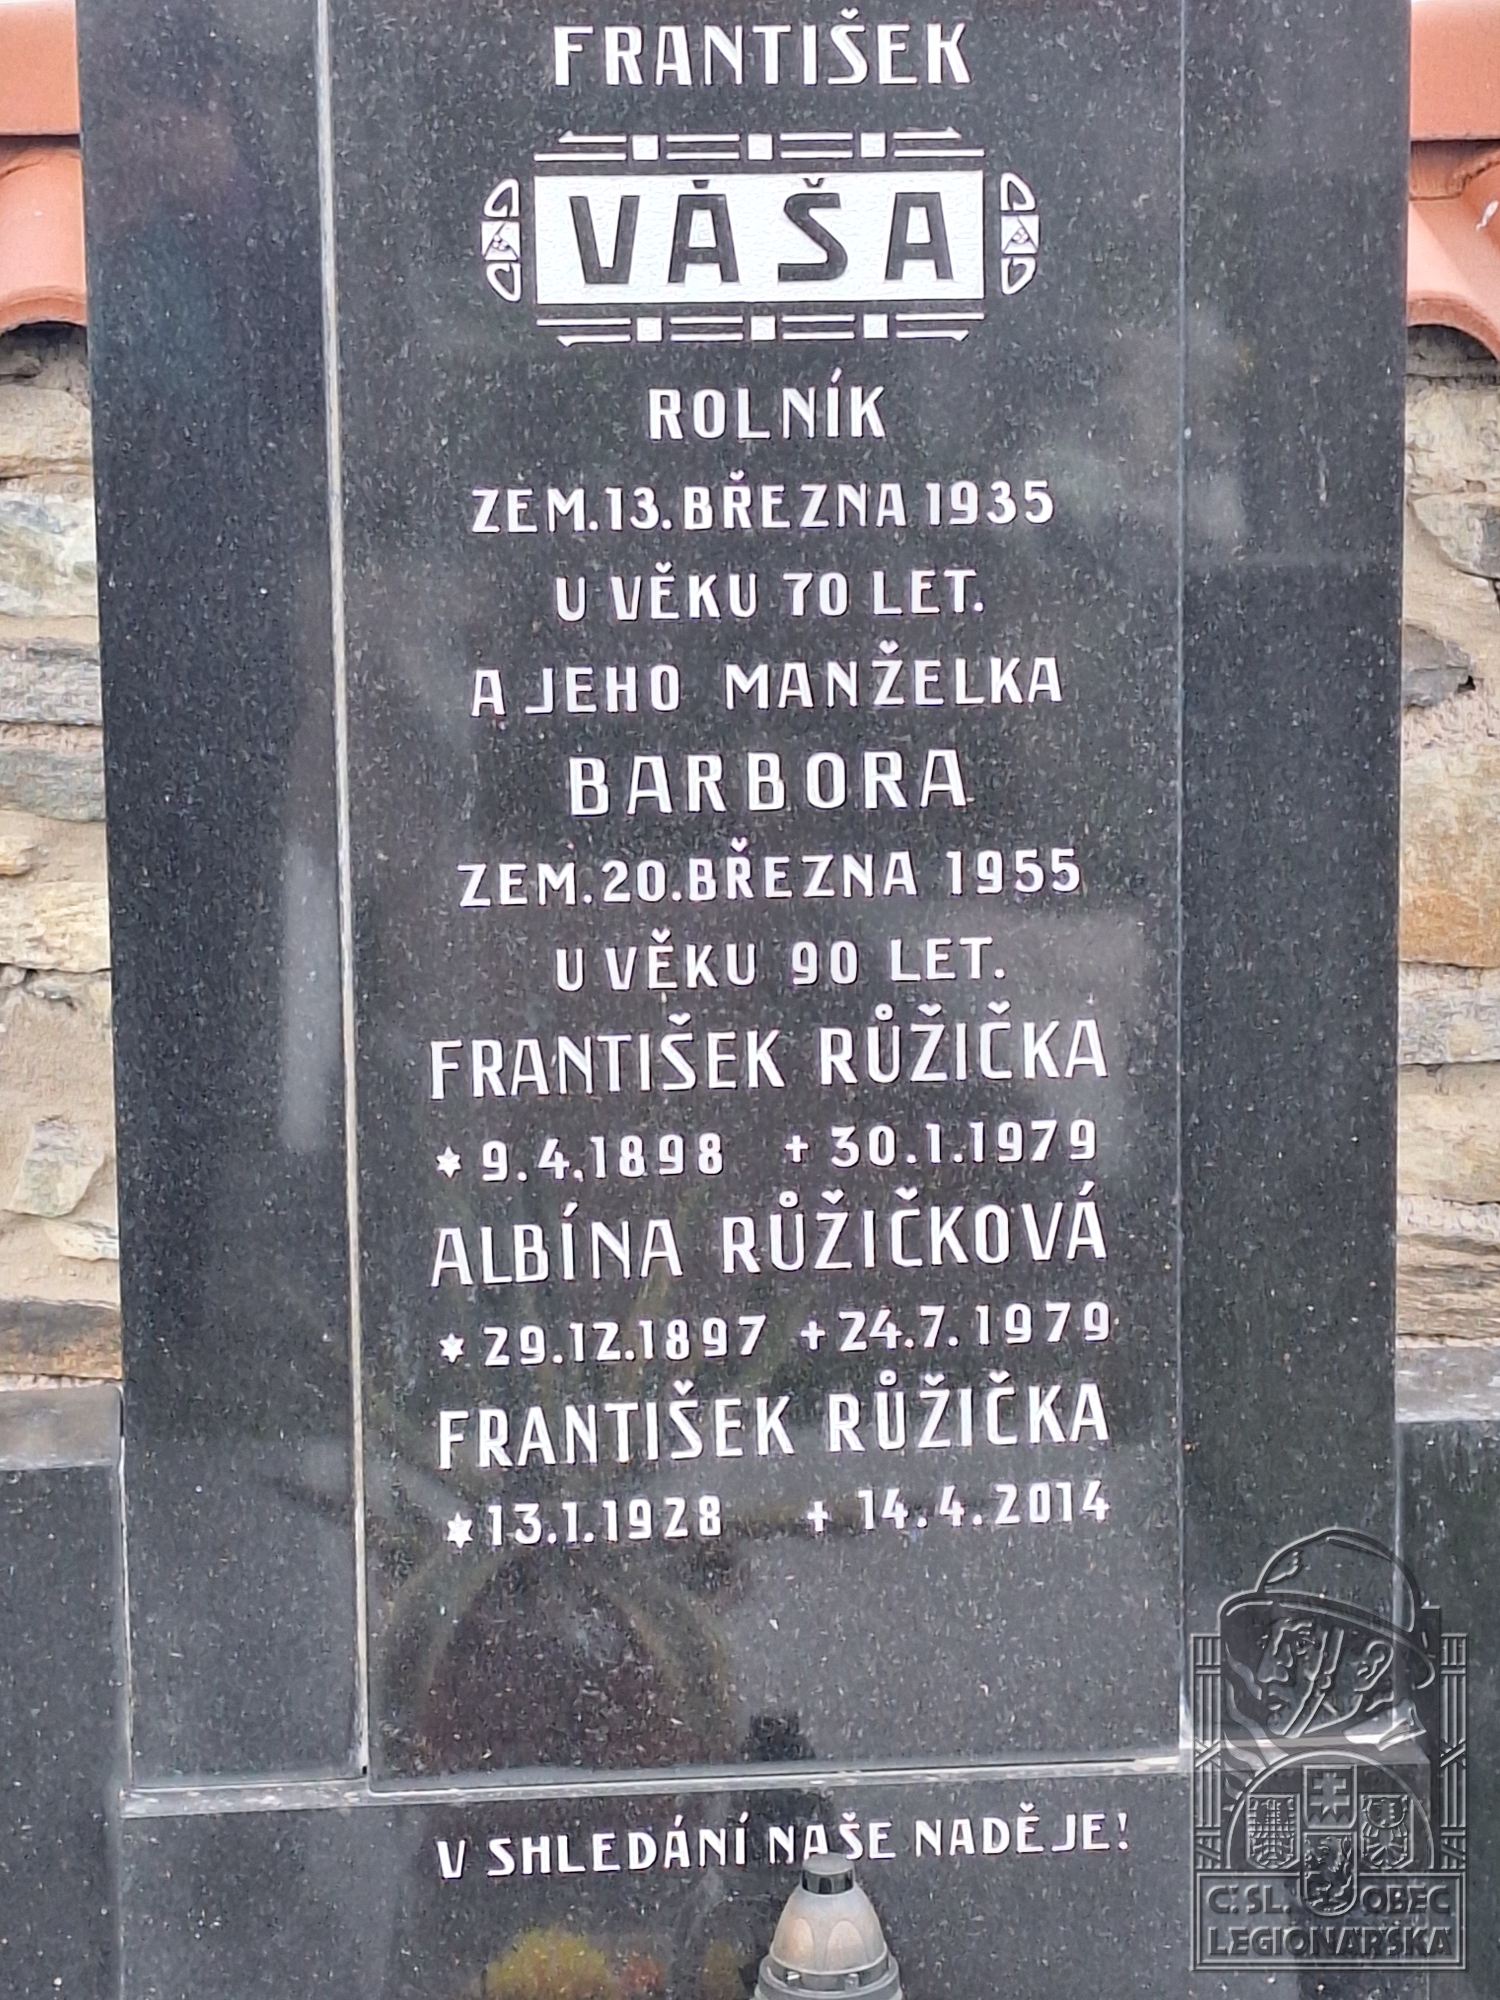 FRANTIŠEK
VÁŠA
ROLNÍK
ZEM.13.BŘEZNA 1935
U VĚKU 70 LET.
A JEHO MANŽELKA
BARBORA
ZEM.20.BŘEZNA 1955
U VĚKU 90 LET.
FRANTIŠEK RŮŽIČKA
* 9.4.1898 + 30.1.1979
ALBÍNA RŮŽIČKOVÁ
* 29.12.1897 + 24.7.1979
FRANTIŠEK RŮŽIČKA
* 13.1.1928 + 14.4.2014
V SHLEDÁNÍ NAŠE NADĚJE!
Č.SL. OBEC
LEGIONÁŘSKÁ